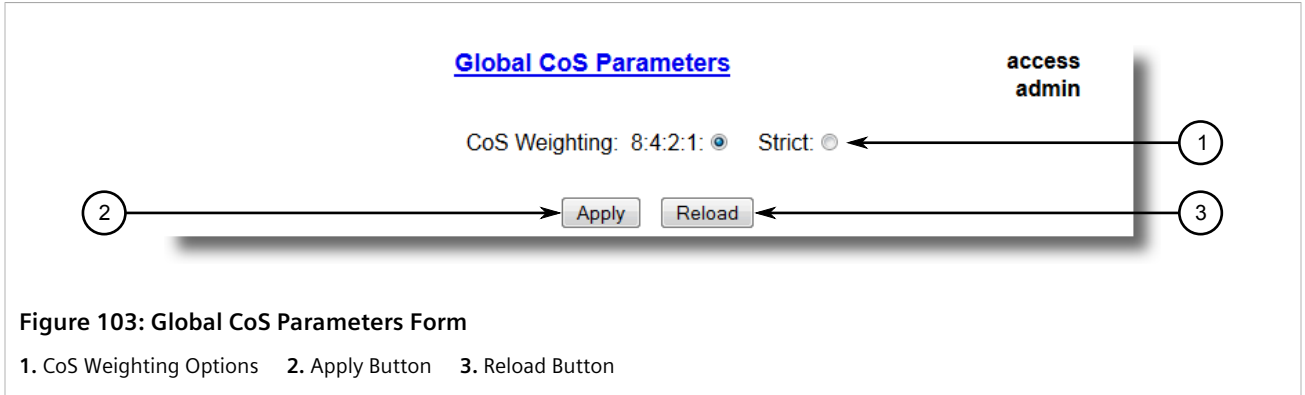 Global CoS Parameters
access
admin
CoS Weighting: 8:4:2:1: Strict:
1
2
Apply Reload
3
Figure 103: Global CoS Parameters Form
1. CoS Weighting Options 2. Apply Button 3. Reload Button